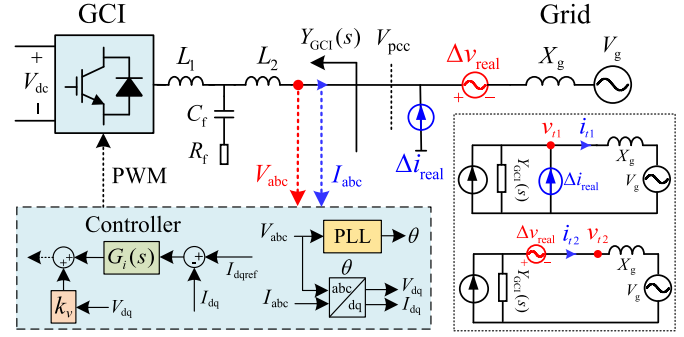 GCI
Grid
L₁
L₂
Y_GCI(s)
V_pcc
Δv_real
X_g
V_g
+
V_dc
-
+ −
C_f
R_f
Δi_real
PWM
V_abc
I_abc
Controller
V_abc
PLL
θ
+
+
G_i(s)
-
I_dqref
I_dq
k_v
V_dq
θ
I_abc
abc
dq
V_dq
I_dq
v_t1
i_t1
X_g
Y_GCI(s)
Δi_real
V_g
Δv_real
i_t2
v_t2
+ −
X_g
Y_GCI(s)
V_g